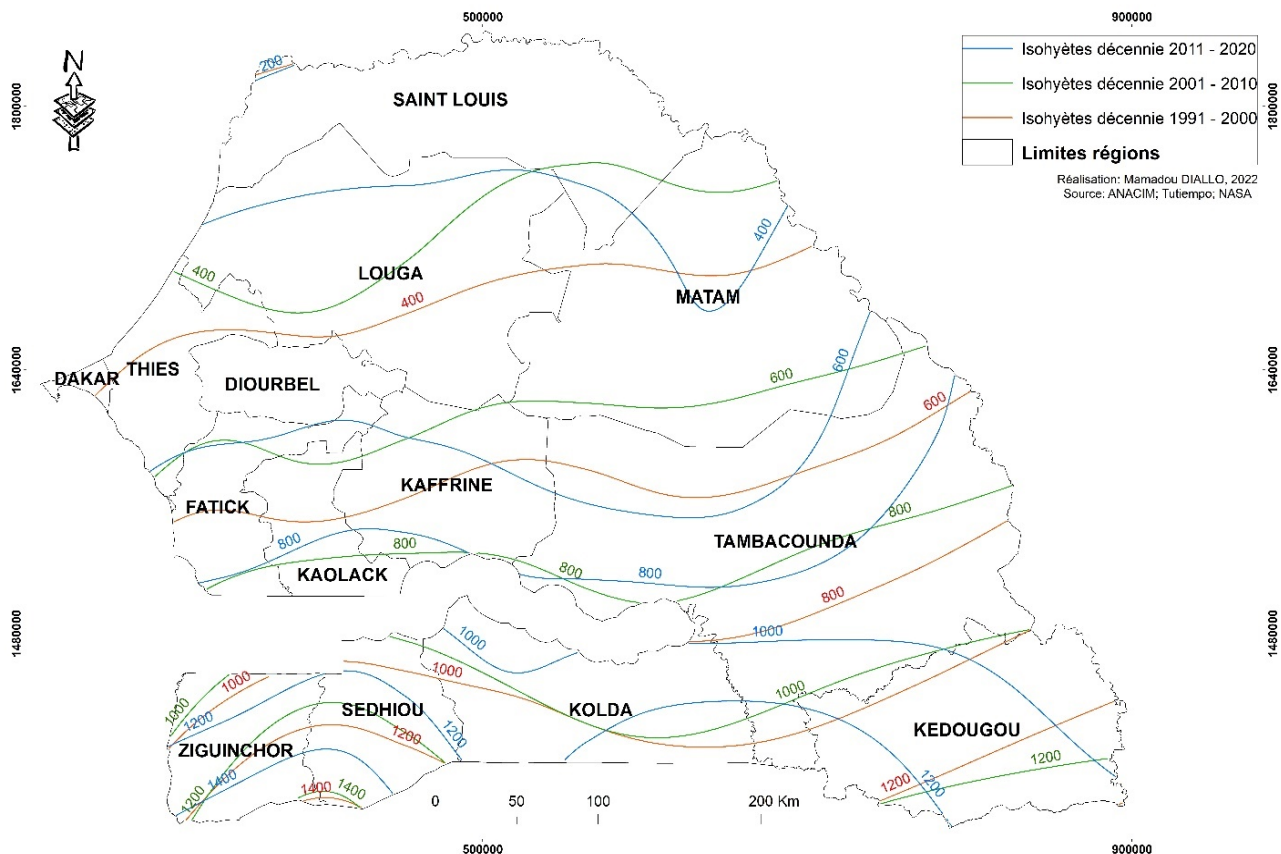 500000
900000
N
200
SAINT LOUIS
Isohyètes décennie 2011 - 2020
Isohyètes décennie 2001 - 2010
Isohyètes décennie 1991 - 2000
Limites régions
Réalisation: Mamadou DIALLO, 2022
Source: ANACIM; Tutiempo; NASA
1800000
1800000
400
400
LOUGA
400
MATAM
1640000
1640000
DAKAR
THIES
DIOURBEL
600
600
600
FATICK
KAFFRINE
800
800
800
800
800
TAMBACOUNDA
KAOLACK
800
14480000
14480000
1000
1000
1000
1000
1000
1000
1200
SEDHIOU
1200
1200
KOLDA
KEDOUGOU
ZIGUINCHOR
1400
1200
1400
1400
1200
1200
1200
0
50
100
200 Km
500000
900000